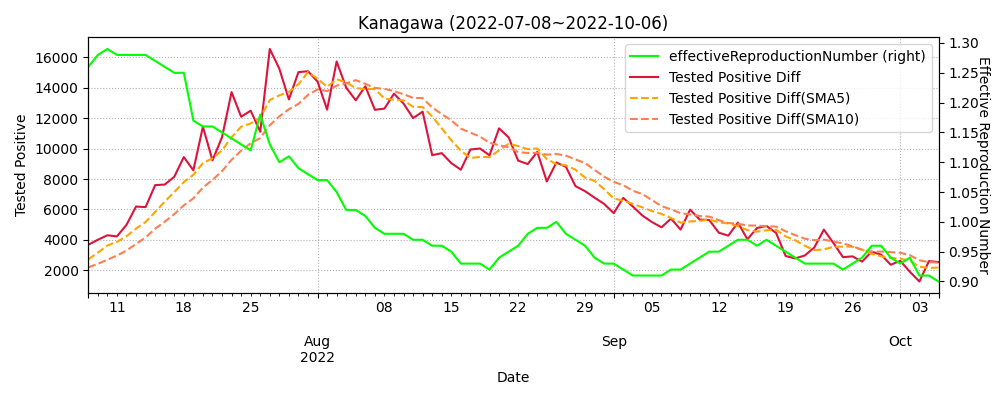 Kanagawa (2022-07-08~2022-10-06)
effectiveReproductionNumber (right)
Tested Positive Diff
Tested Positive Diff(SMA5)
Tested Positive Diff(SMA10)
Tested Positive
16000
14000
12000
10000
8000
6000
4000
2000
1.30
1.25
1.20
1.15
1.10
1.05
1.00
0.95
0.90
Effective Reproduction Number
11 18 25 08 15 22 29 05 12 19 26 03
Aug Sep Oct
2022
Date